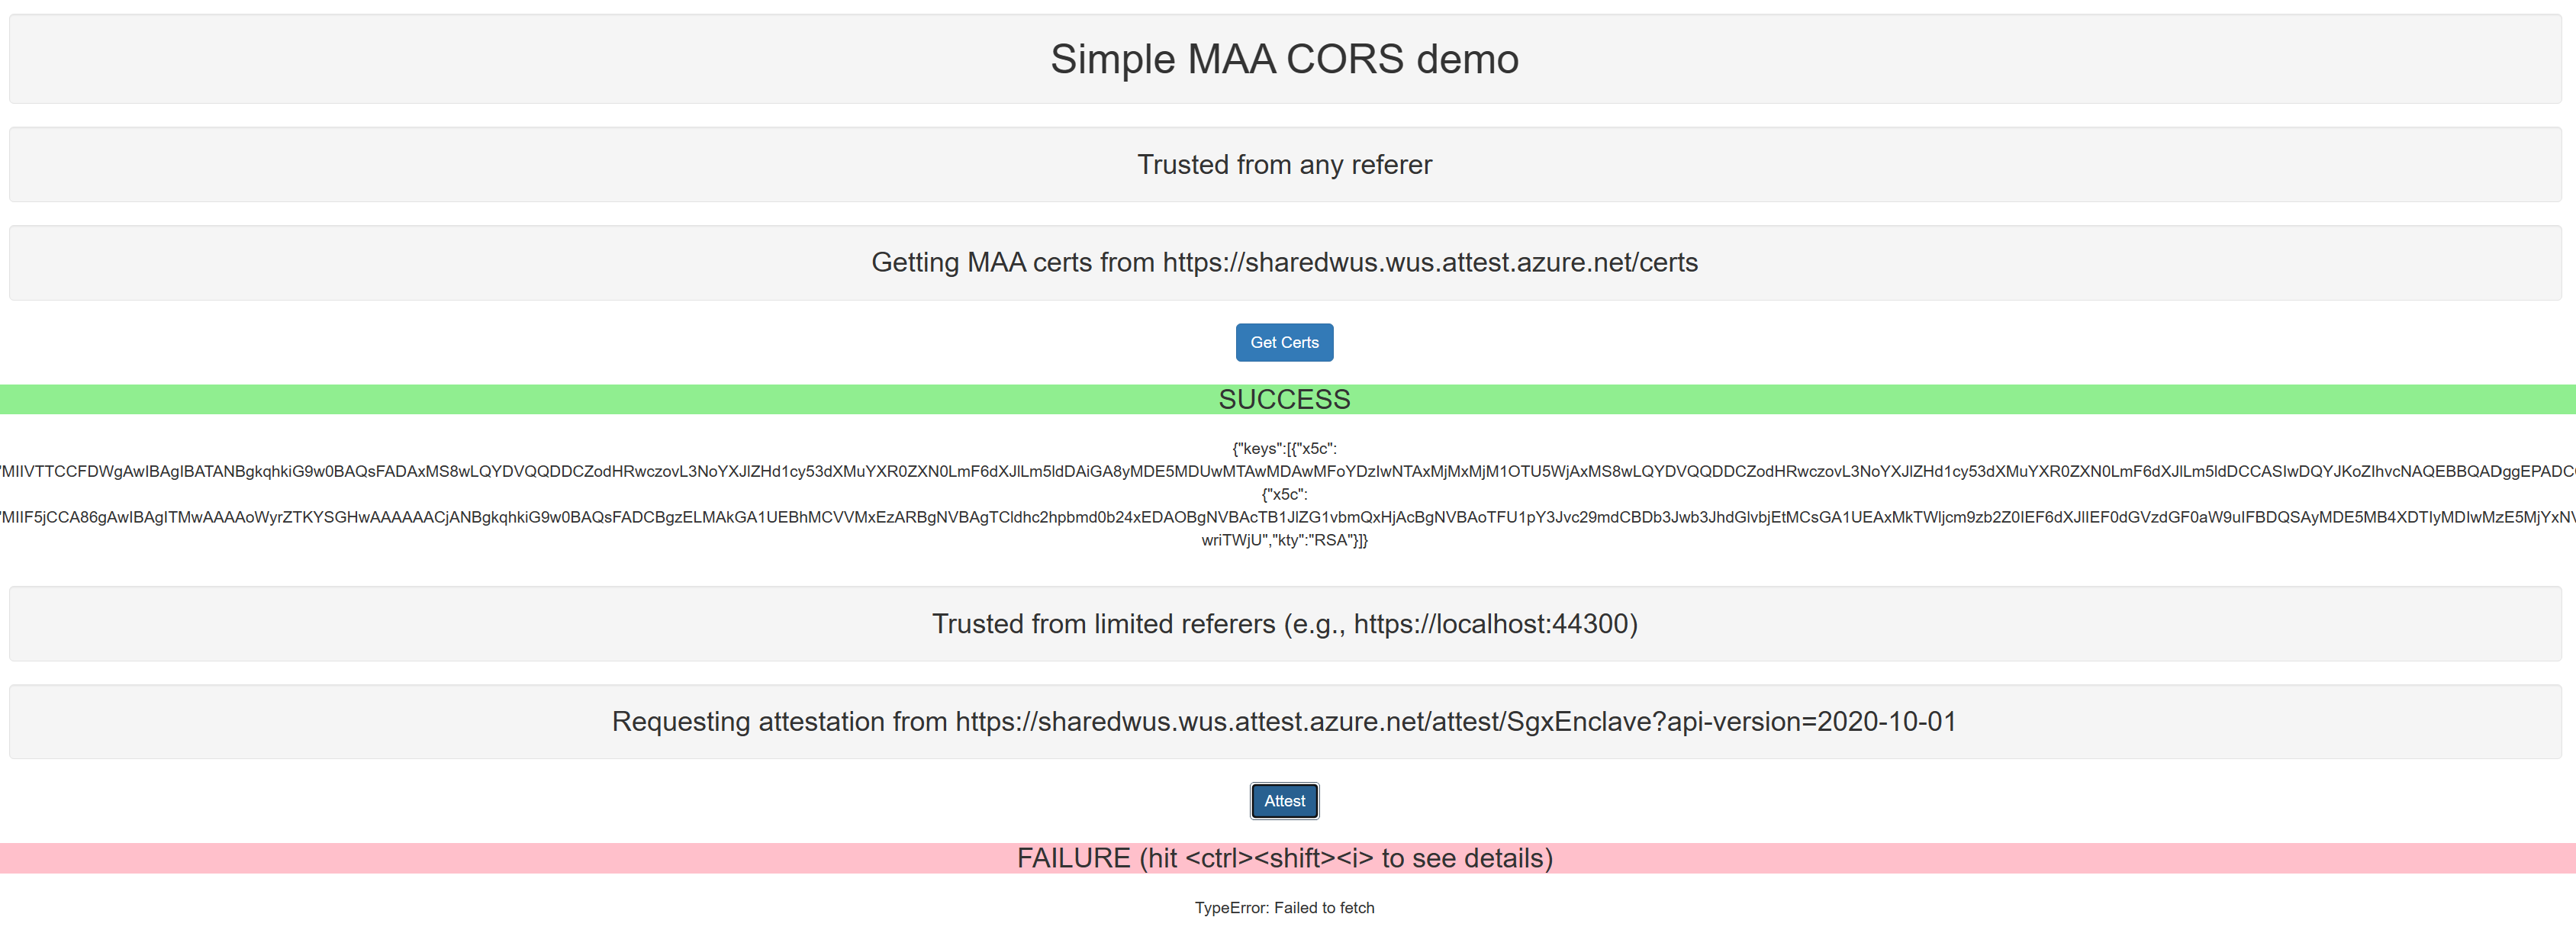 Simple MAA CORS demo
Trusted from any referer
Getting MAA certs from https://sharedwus.wus.attest.azure.net/certs
Get Certs
SUCCESS
{"keys":[{"x5c":
{"x5c":
writTWjU","kty":"RSA"}]}
Trusted from limited referers (e.g., https://localhost:44300)
Requesting attestation from https://sharedwus.wus.attest.azure.net/attest/SgxEnclave?api-version=2020-10-01
Attest
FAILURE (hit <ctrl><shift><i> to see details)
TypeError: Failed to fetch